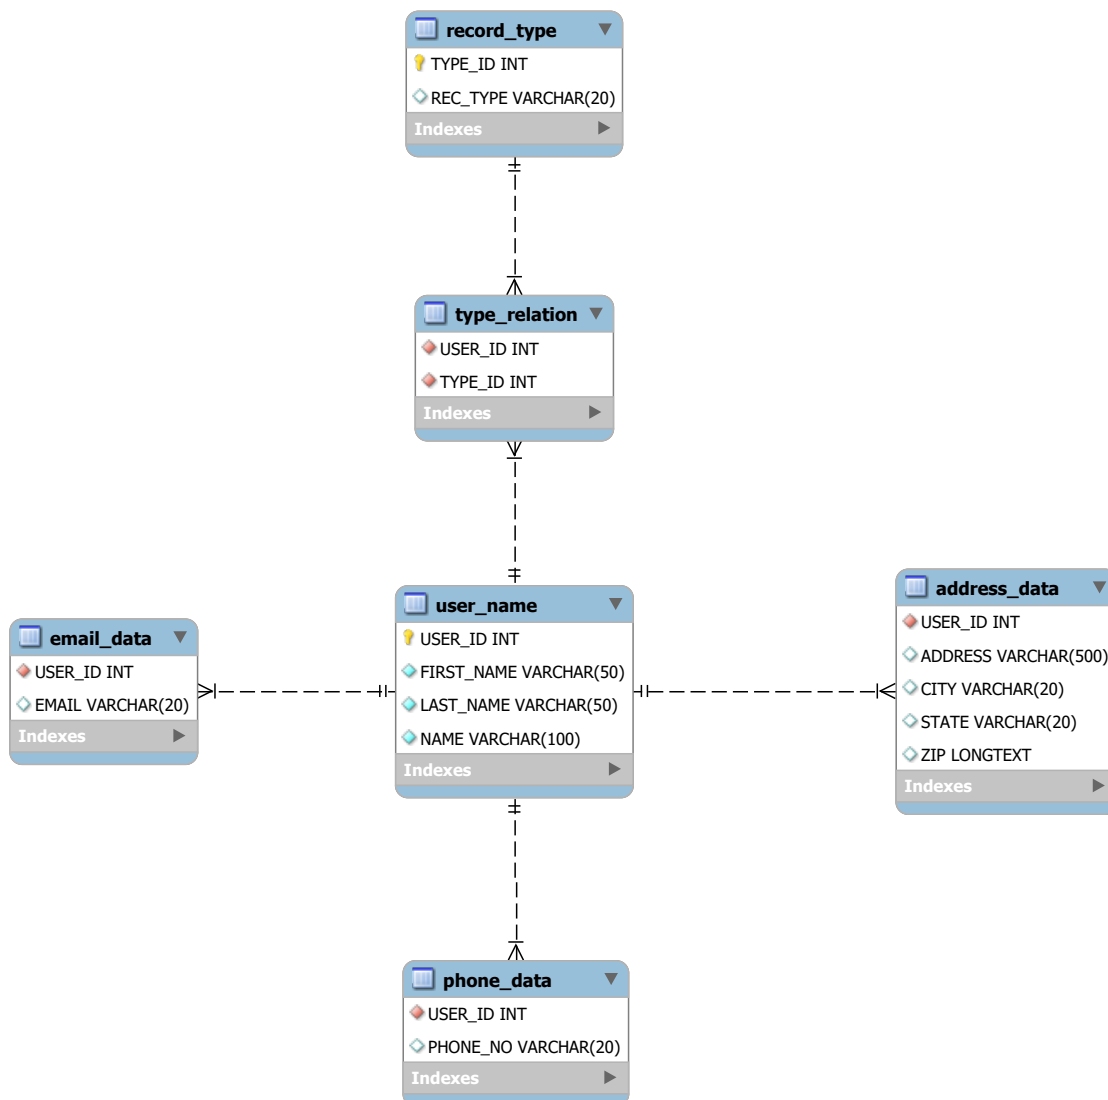 record_type
TYPE_ID INT
REC_TYPE VARCHAR(20)
Indexes
type_relation
USER_ID INT
TYPE_ID INT
Indexes
email_data
USER_ID INT
EMAIL VARCHAR(20)
Indexes
user_name
USER_ID INT
FIRST_NAME VARCHAR(50)
LAST_NAME VARCHAR(50)
NAME VARCHAR(100)
Indexes
address_data
USER_ID INT
ADDRESS VARCHAR(500)
CITY VARCHAR(20)
STATE VARCHAR(20)
ZIP LONGTEXT
Indexes
phone_data
USER_ID INT
PHONE_NO VARCHAR(20)
Indexes